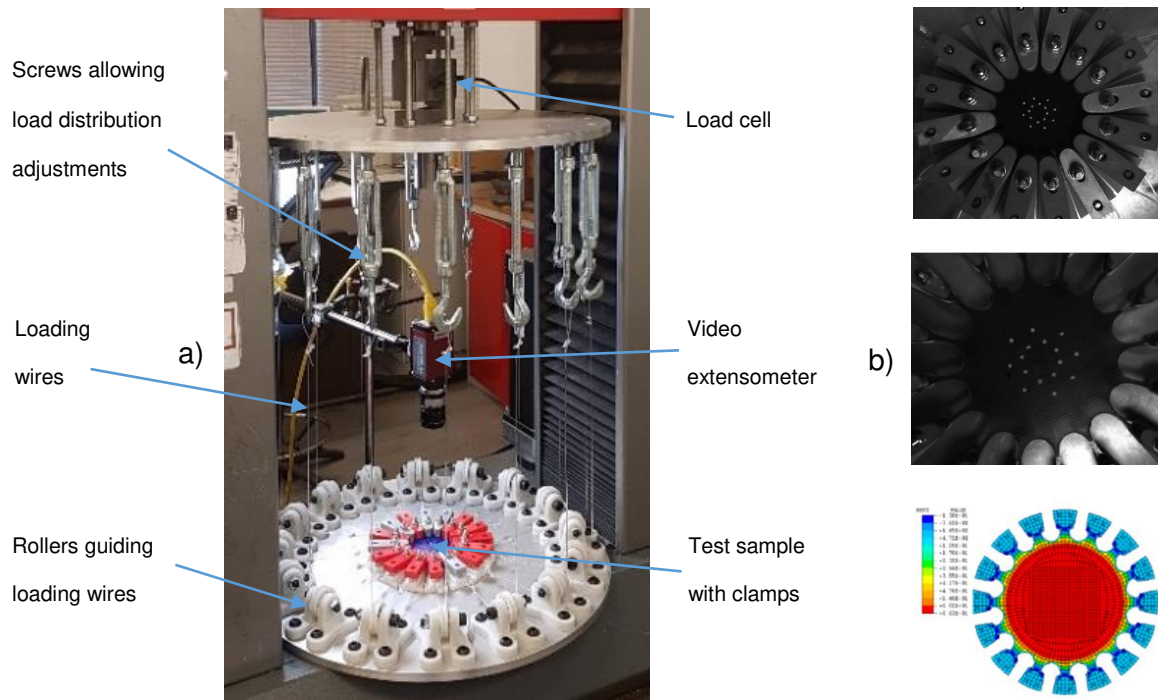 Screws allowing
load distribution
adjustments
Loading
wires
Rollers guiding
loading wires
a)
Load cell
Video
extensometer
Test sample
with clamps
b)